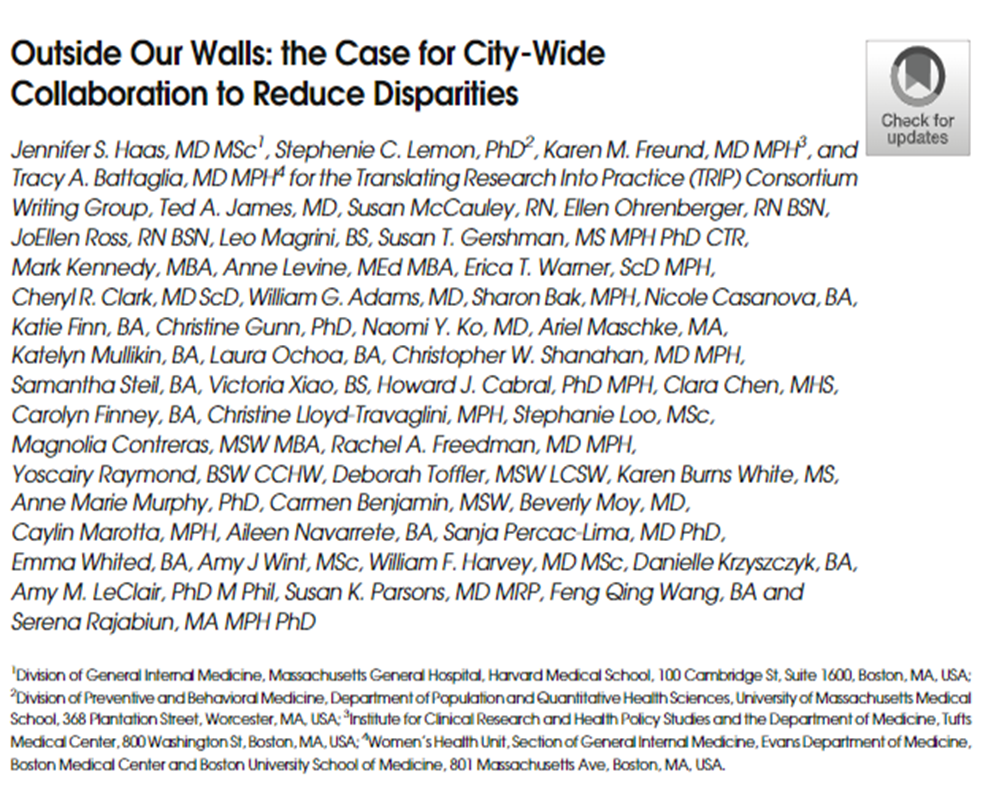 Outside Our Walls: the Case for City-Wide
Collaboration to Reduce Disparities
Check for
updates
Jennifer S. Haas, MD MSc1, Stephenie C. Lemon, PhD2, Karen M. Freund, MD MPH3, and
Tracy A. Battaglia, MD MPH4 for the Translating Research Into Practice (TRIP) Consortium
Writing Group, Ted A. James, MD, Susan McCauley, RN, Ellen Ohrenberger, RN BSN,
JoEllen Ross, RN BSN, Leo Magrini, BS, Susan T. Gershman, MS MPH PhD CTR,
Mark Kennedy, MBA, Anne Levine, MEd MBA, Erica T. Warner, ScD MPH,
Cheryl R. Clark, MD ScD, William G. Adams, MD, Sharon Bak, MPH, Nicole Casanova, BA,
Katie Finn, BA, Christine Gunn, PhD, Naomi Y. Ko, MD, Ariel Maschke, MA,
Katelyn Mullikin, BA, Laura Ochoa, BA, Christopher W. Shanahan, MD MPH,
Samantha Steil, BA, Victoria Xiao, BS, Howard J. Cabral, PhD MPH, Clara Chen, MHS,
Carolyn Finney, BA, Christine Lloyd-Travaglini, MPH, Stephanie Loo, MSc,
Magnolia Contreras, MSW MBA, Rachel A. Freedman, MD MPH,
Yoscairy Raymond, BSW CCHW, Deborah Toffler, MSW LCSW, Karen Burns White, MS,
Anne Marie Murphy, PhD, Carmen Benjamin, MSW, Beverly Moy, MD,
Caylin Marotta, MPH, Aileen Navarrete, BA, Sanja Percac-Lima, MD PhD,
Emma Whited, BA, Amy J Wint, MSc, William F. Harvey, MD MSc, Danielle Krzyszczyk, BA,
Amy M. LeClair, PhD M Phil, Susan K. Parsons, MD MRP, Feng Qing Wang, BA and
Serena Rajabiun, MA MPH PhD
1Division of General Internal Medicine, Massachusetts General Hospital, Harvard Medical School, 100 Cambridge St, Suite 1600, Boston, MA, USA;
2Division of Preventive and Behavioral Medicine, Department of Population and Quantitative Health Sciences, University of Massachusetts Medical
School, 368 Plantation Street, Worcester, MA, USA; 3Institute for Clinical Research and Health Policy Studies and the Department of Medicine, Tufts
Medical Center, 800 Washington St, Boston, MA, USA; 4Women's Health Unit, Section of General Internal Medicine, Evans Department of Medicine,
Boston Medical Center and Boston University School of Medicine, 801 Massachusetts Ave, Boston, MA, USA.